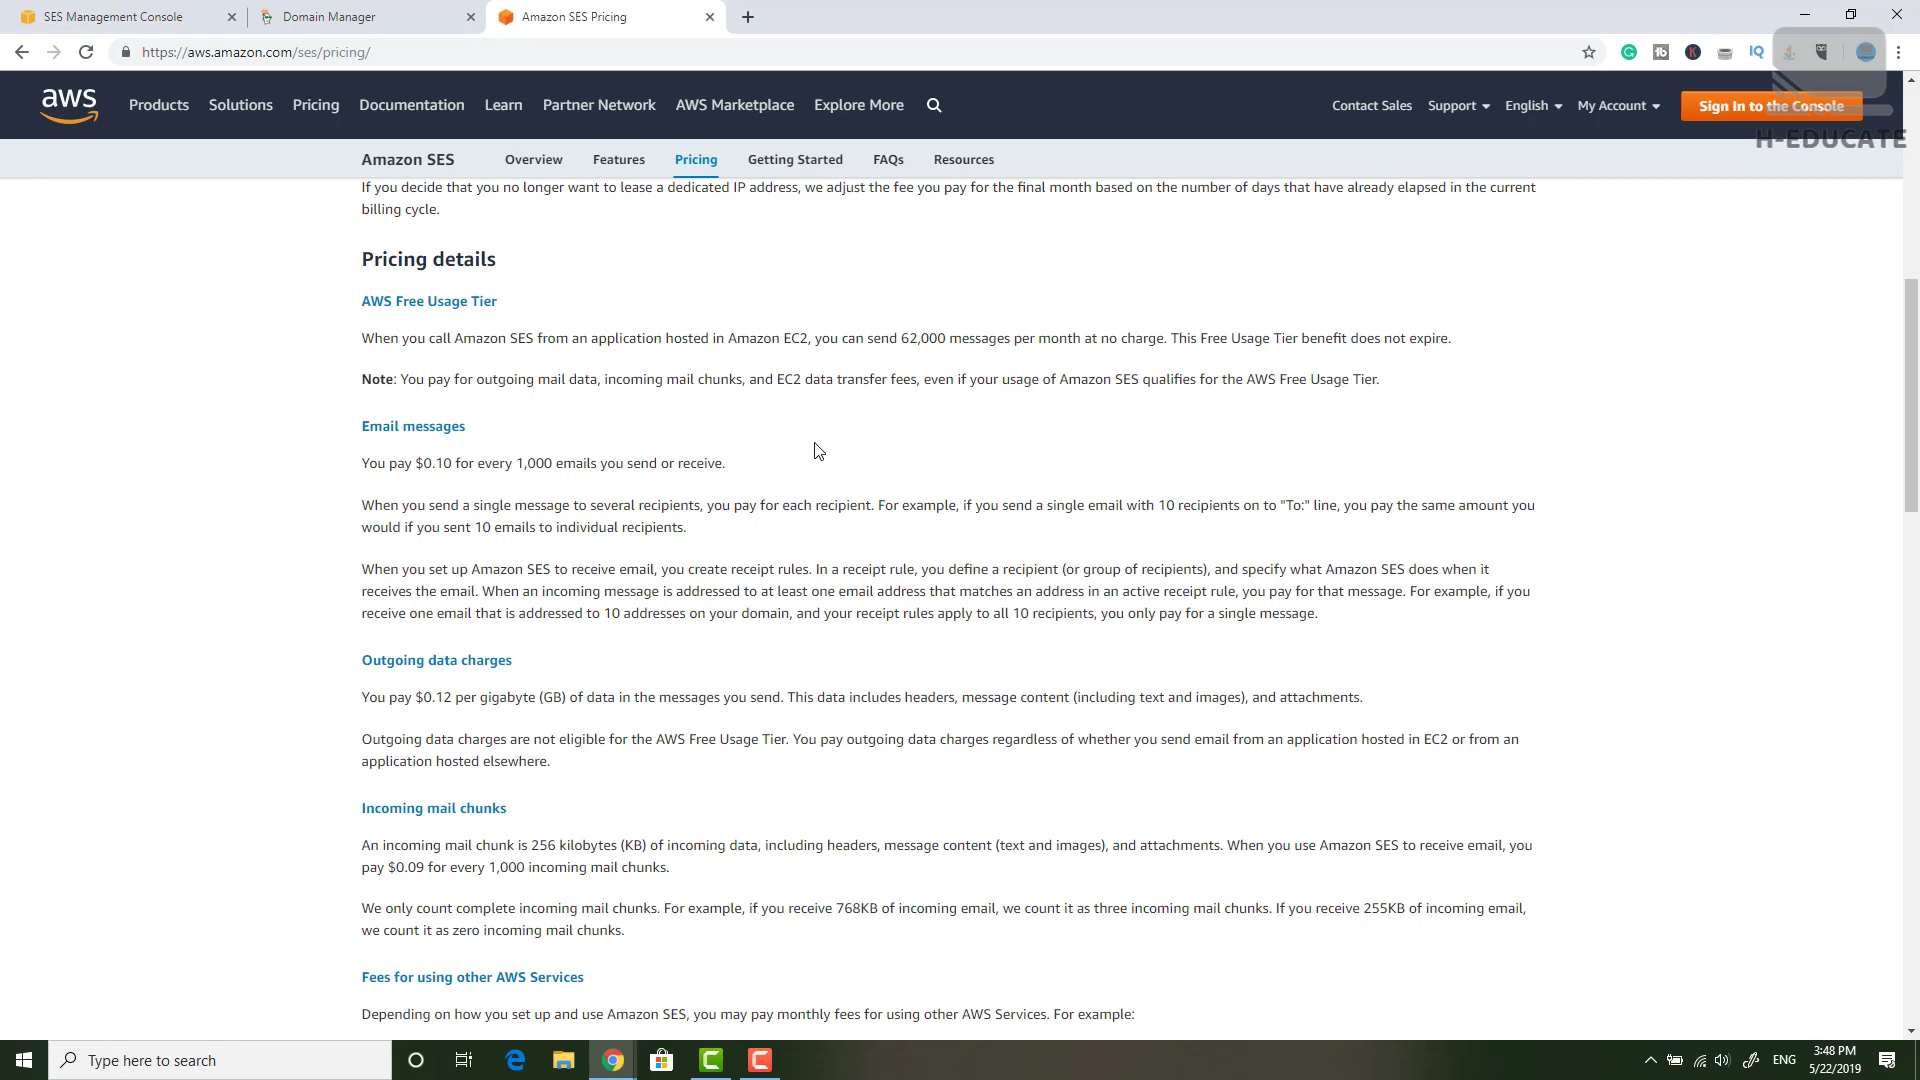 SES Management Console
Domain Manager
Amazon SES Pricing
https://aws.amazon.com/ses/pricing/
aws
Products
Solutions
Pricing
Documentation
Learn
Partner Network
AWS Marketplace
Explore More
Contact Sales
Support
English
My Account
Sign In to the Console
H-EDUCATE
Amazon SES
Overview
Features
Pricing
Getting Started
FAQs
Resources
If you decide that you no longer want to lease a dedicated IP address, we adjust the fee you pay for the final month based on the number of days that have already elapsed in the current
billing cycle.
Pricing details
AWS Free Usage Tier
When you call Amazon SES from an application hosted in Amazon EC2, you can send 62,000 messages per month at no charge. This Free Usage Tier benefit does not expire.
Note: You pay for outgoing mail data, incoming mail chunks, and EC2 data transfer fees, even if your usage of Amazon SES qualifies for the AWS Free Usage Tier.
Email messages
You pay $0.10 for every 1,000 emails you send or receive.
When you send a single message to several recipients, you pay for each recipient. For example, if you send a single email with 10 recipients on to "To:" line, you pay the same amount you
would if you sent 10 emails to individual recipients.
When you set up Amazon SES to receive email, you create receipt rules. In a receipt rule, you define a recipient (or group of recipients), and specify what Amazon SES does when it
receives the email. When an incoming message is addressed to at least one email address that matches an address in an active receipt rule, you pay for that message. For example, if you
receive one email that is addressed to 10 addresses on your domain, and your receipt rules apply to all 10 recipients, you only pay for a single message.
Outgoing data charges
You pay $0.12 per gigabyte (GB) of data in the messages you send. This data includes headers, message content (including text and images), and attachments.
Outgoing data charges are not eligible for the AWS Free Usage Tier. You pay outgoing data charges regardless of whether you send email from an application hosted in EC2 or from an
application hosted elsewhere.
Incoming mail chunks
An incoming mail chunk is 256 kilobytes (KB) of incoming data, including headers, message content (text and images), and attachments. When you use Amazon SES to receive email, you
pay $0.09 for every 1,000 incoming mail chunks.
We only count complete incoming mail chunks. For example, if you receive 768KB of incoming email, we count it as three incoming mail chunks. If you receive 255KB of incoming email,
we count it as zero incoming mail chunks.
Fees for using other AWS Services
Depending on how you set up and use Amazon SES, you may pay monthly fees for using other AWS Services. For example:
Type here to search
ENG
3:48 PM
5/22/2019